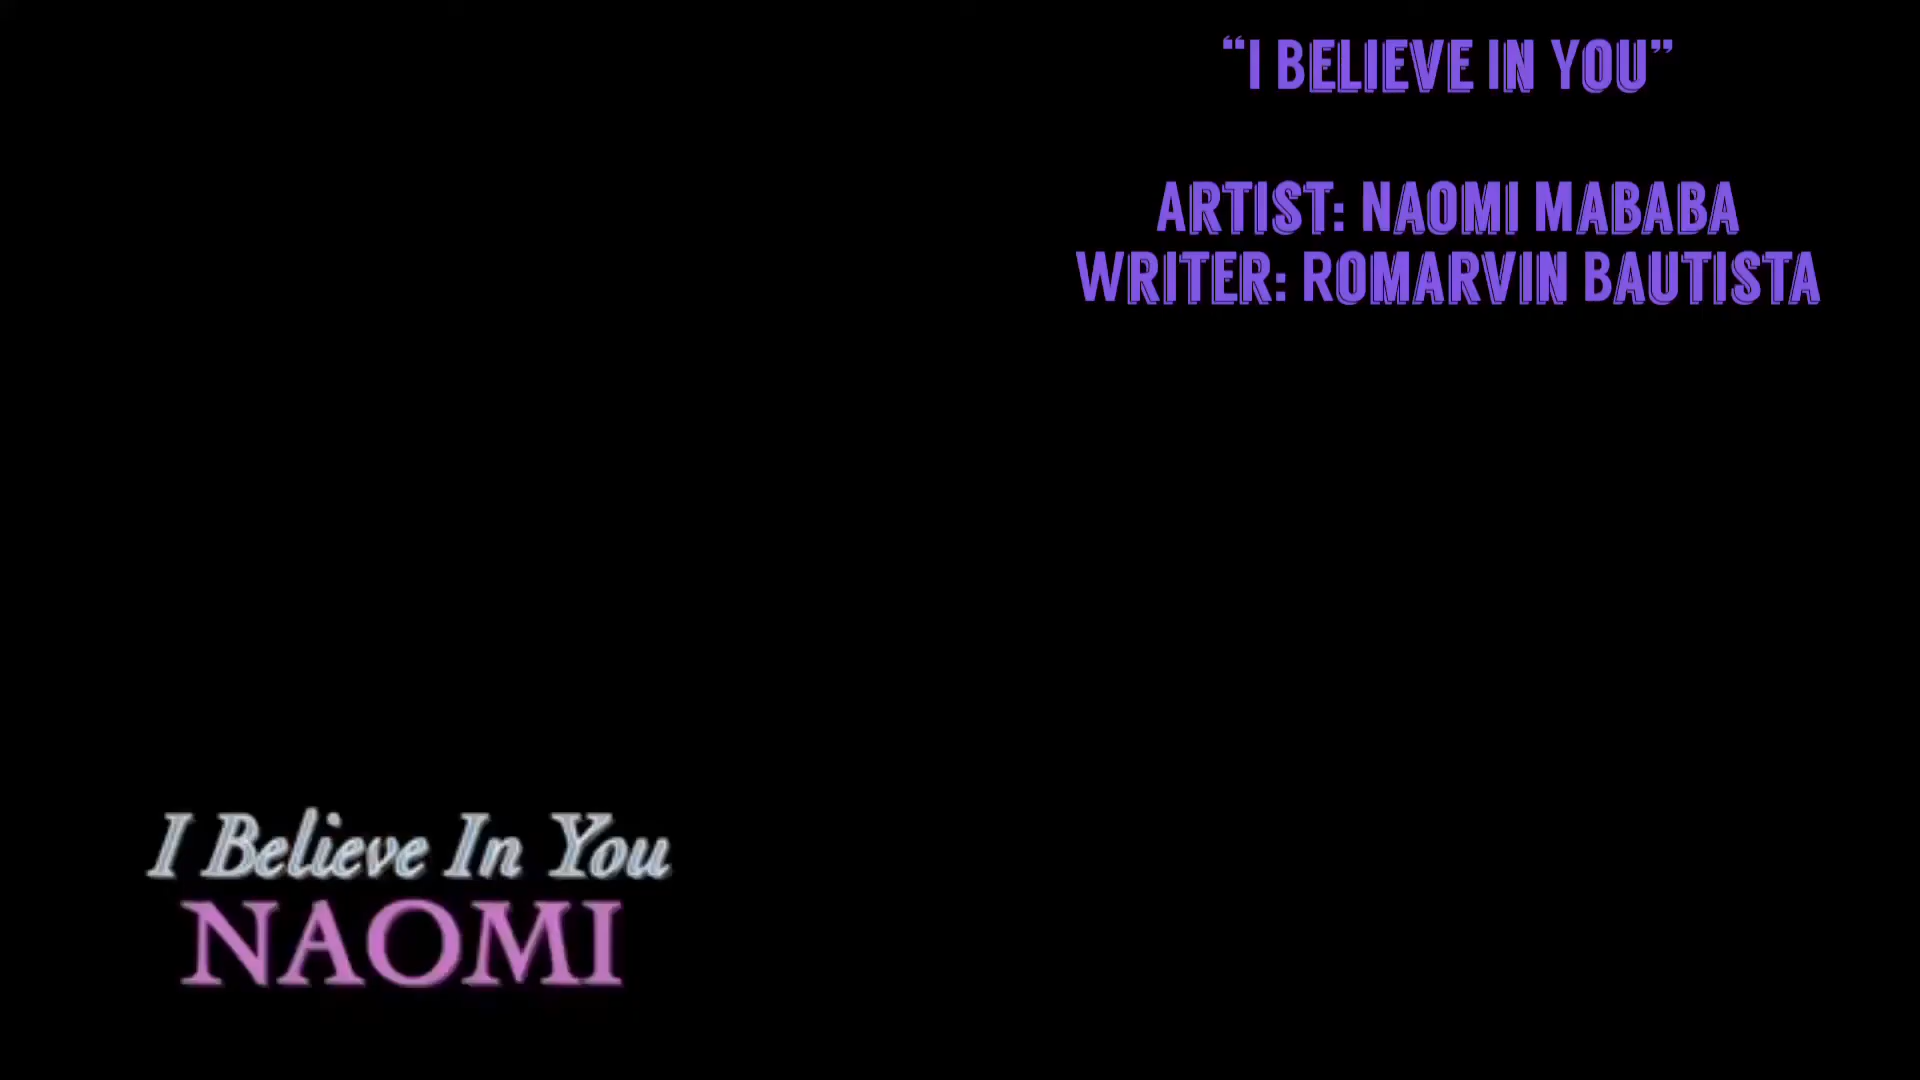 “I BELIEVE IN YOU”
ARTIST: NAOMI MABABA
WRITER: ROMARVIN BAUTISTA
I Believe In You
NAOMI